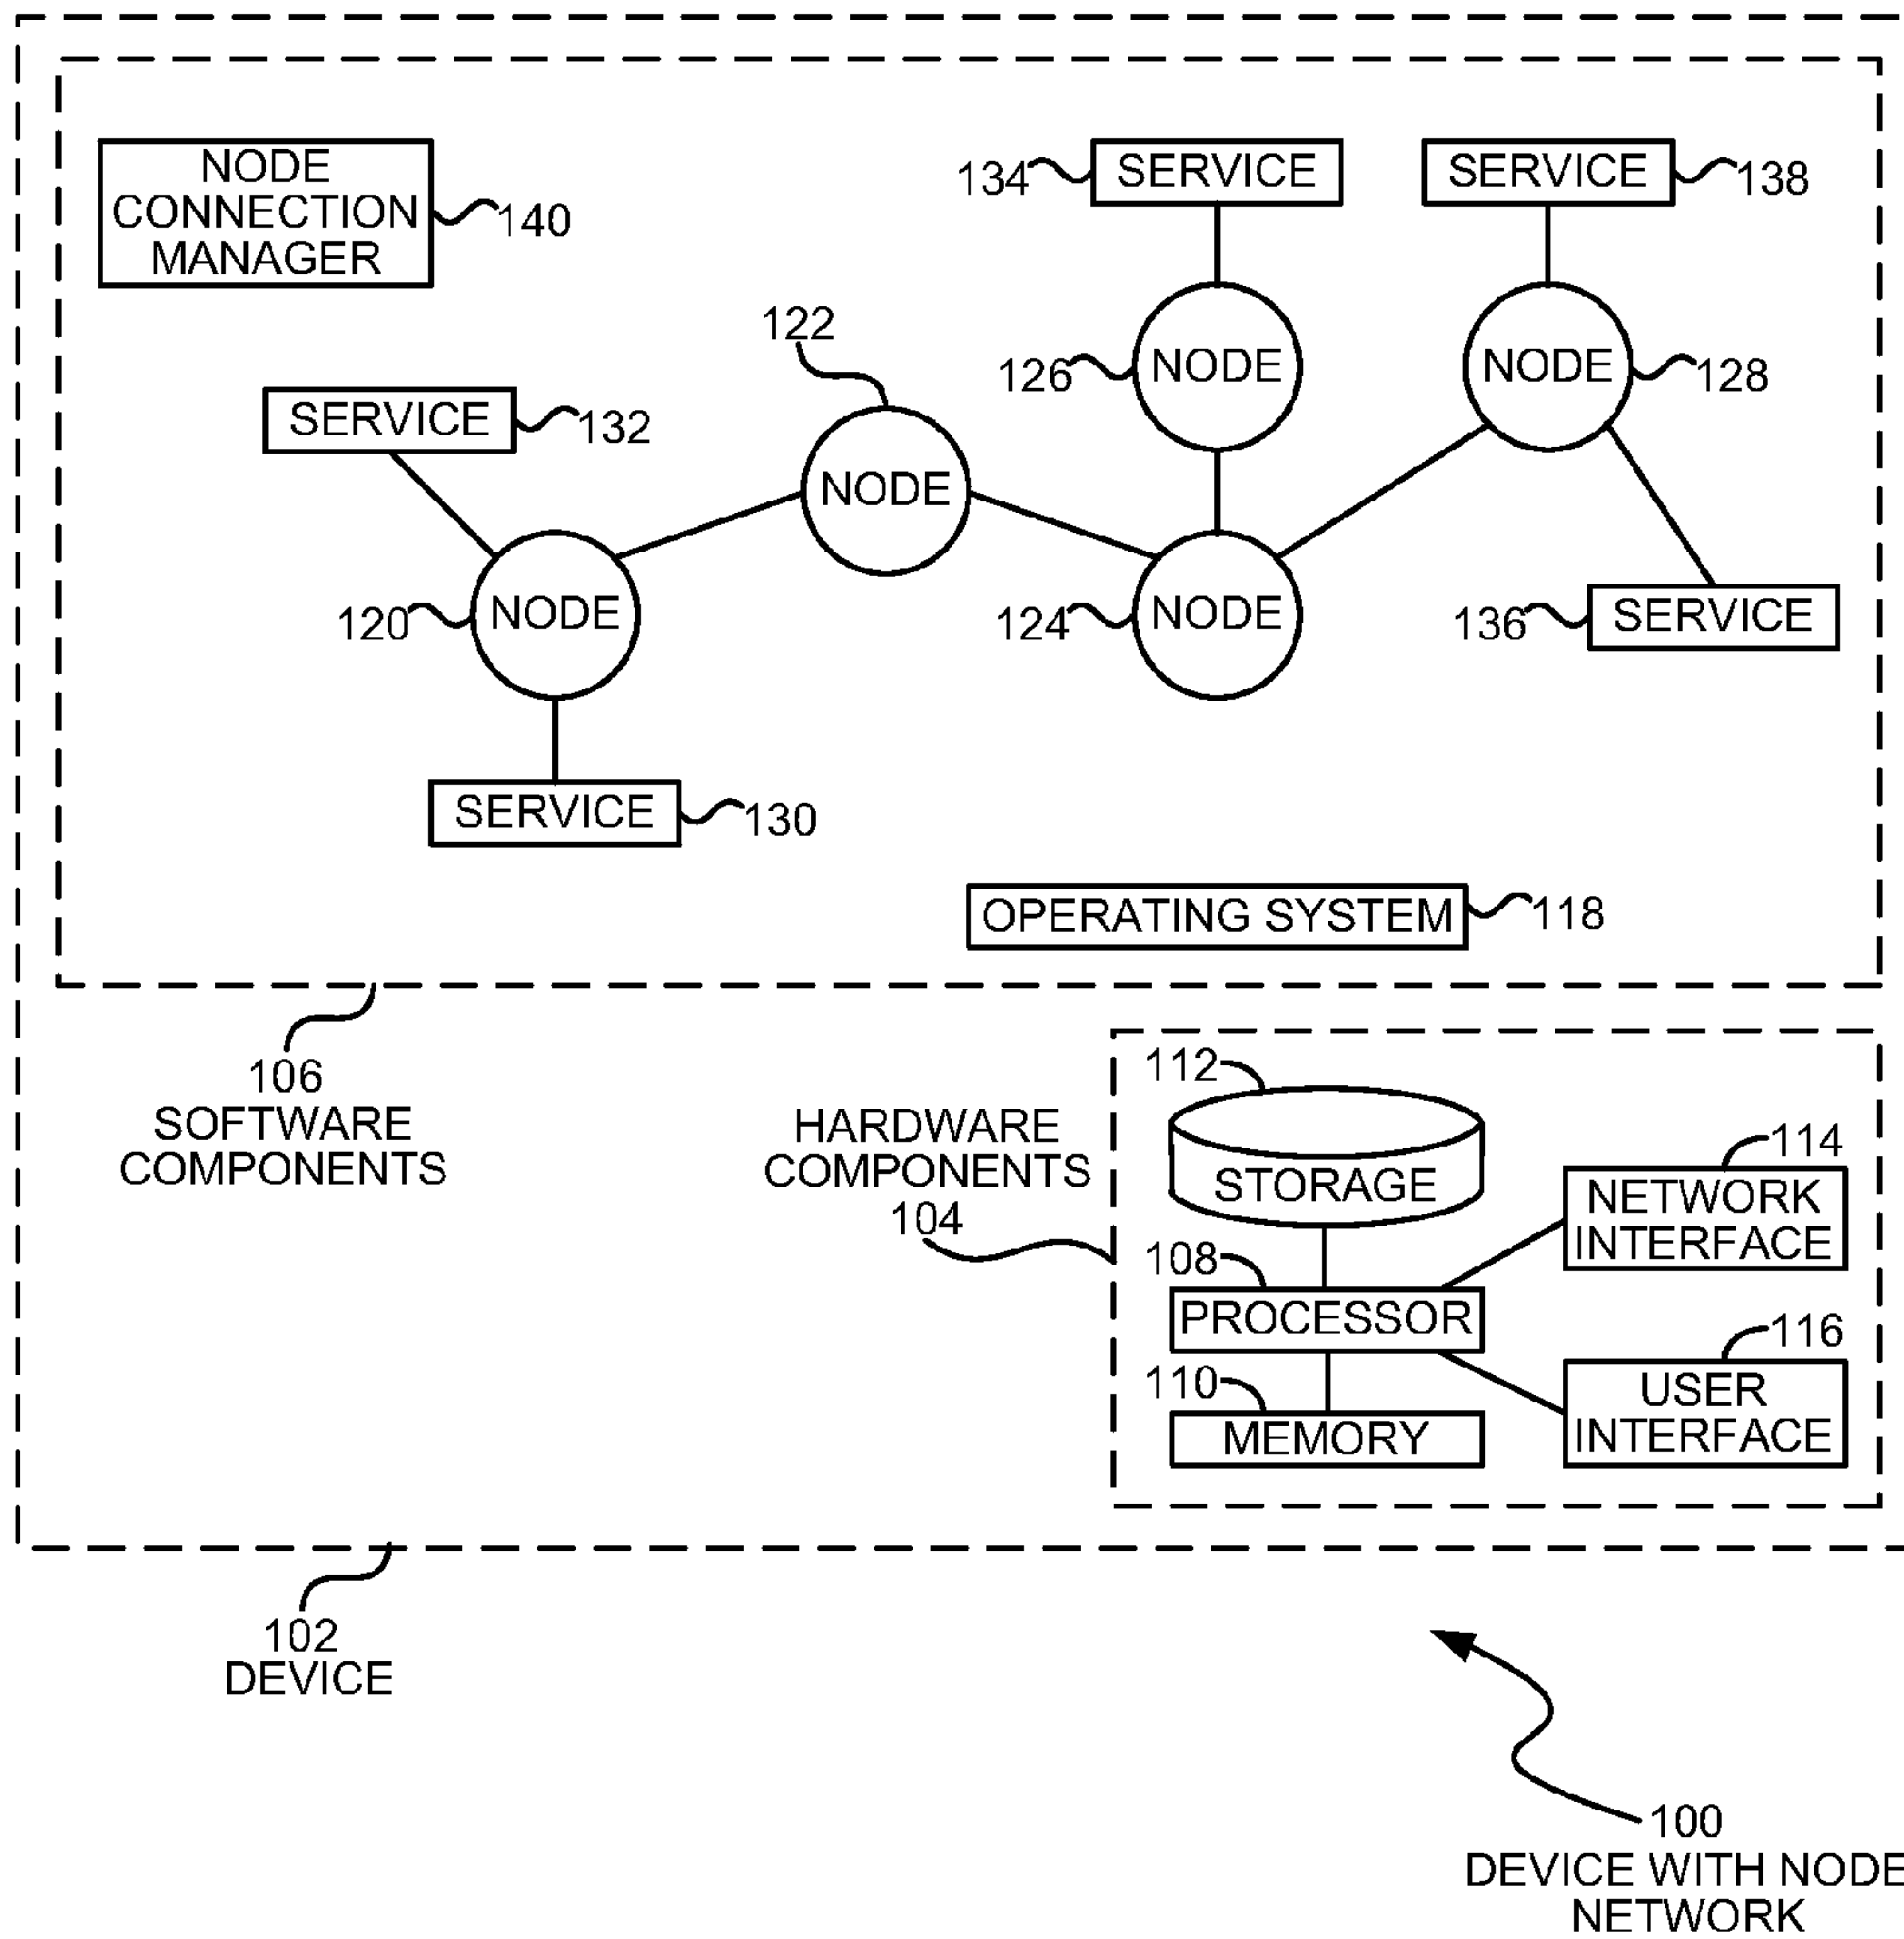 NODE
CONNECTION
MANAGER
140
134
SERVICE
SERVICE
138
122
126
NODE
NODE
128
SERVICE
132
NODE
120
NODE
124
NODE
136
SERVICE
SERVICE
130
OPERATING SYSTEM
118
106
SOFTWARE
COMPONENTS
HARDWARE
COMPONENTS
104
112
STORAGE
114
NETWORK
INTERFACE
108
PROCESSOR
116
USER
INTERFACE
110
MEMORY
102
DEVICE
100
DEVICE WITH NODE
NETWORK